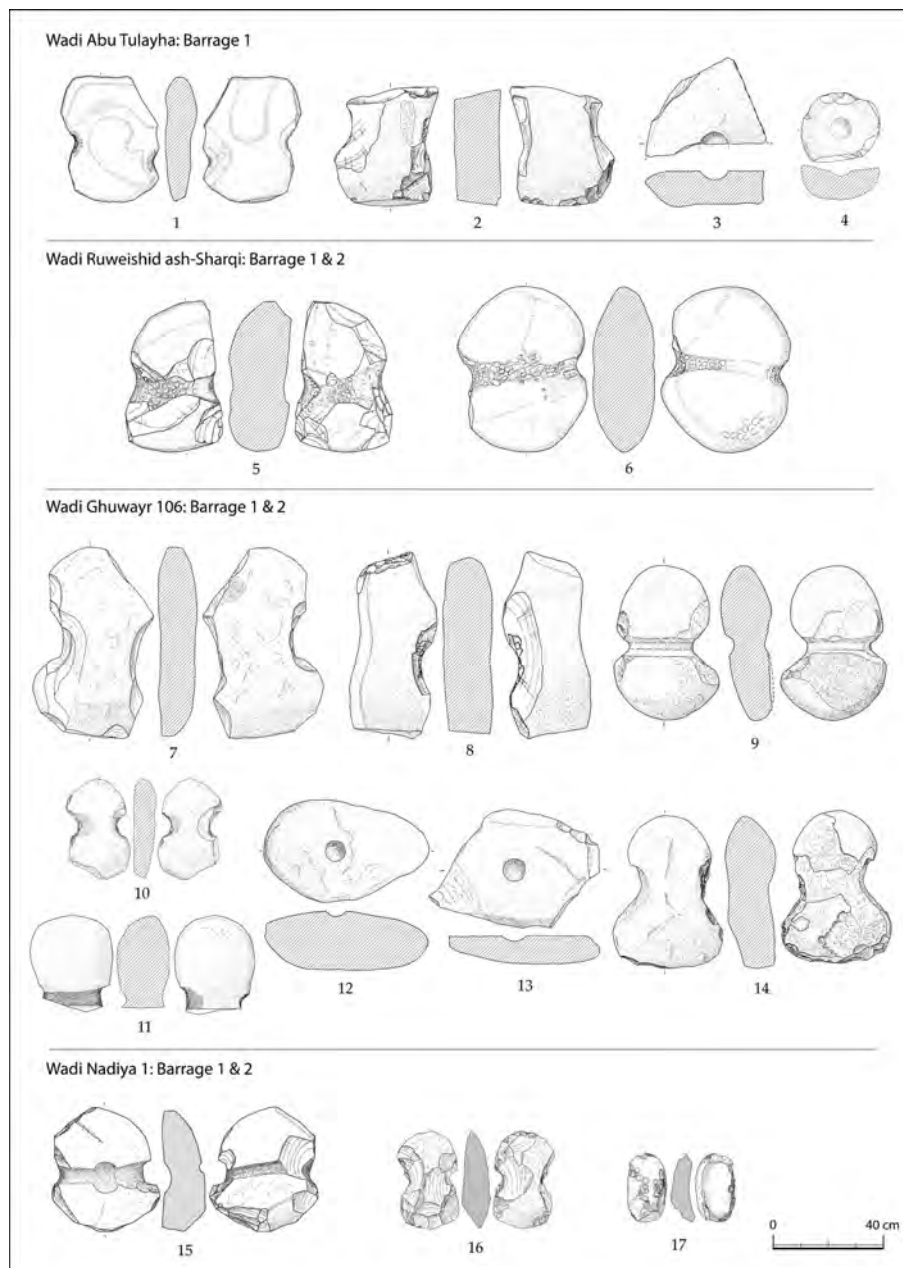 Wadi Abu Tulayha: Barrage 1
1 2 3 4
Wadi Ruweishid ash-Sharqi: Barrage 1 & 2
5 6
Wadi Ghuwayr 106: Barrage 1 & 2
7 8 9
10 11 12 13 14
Wadi Nadiya 1: Barrage 1 & 2
15 16 17
0 40 cm